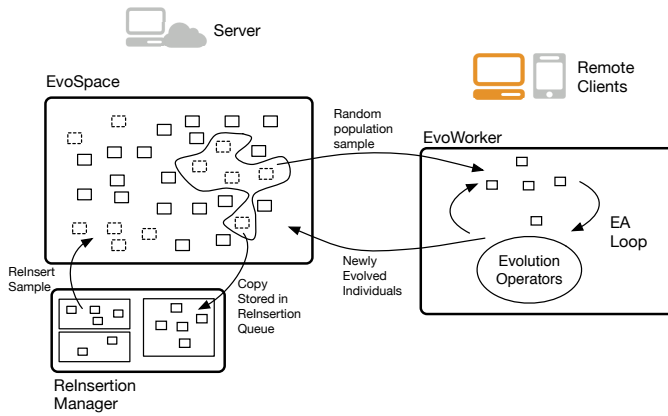 Server
EvoSpace
Remote
Clients
Random
population
sample
EvoWorker
EA
Loop
Evolution
Operators
Newly
Evolved
Individuals
ReInsert
Sample
Copy
Stored in
ReInsertion
Queue
ReInsertion
Manager